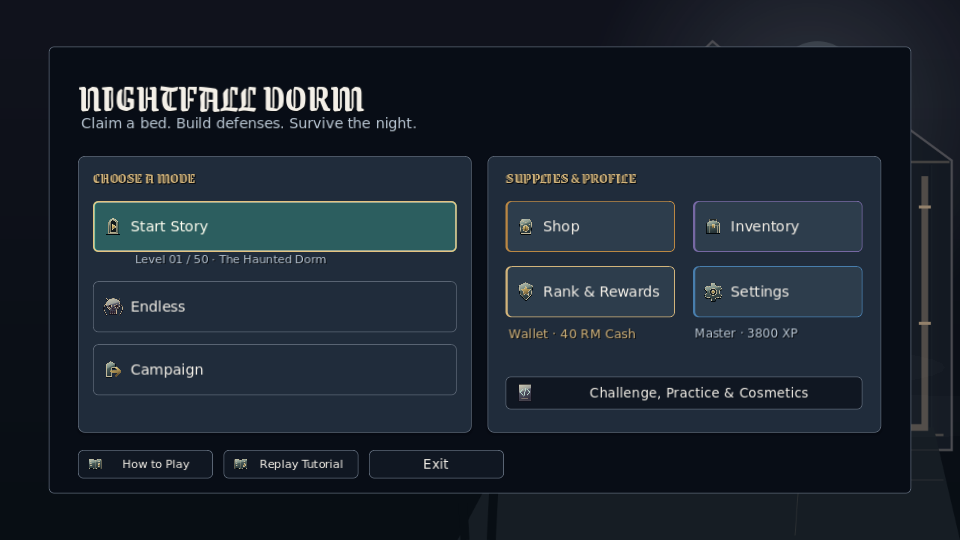 NIGHTFALL DORM
Claim a bed. Build defenses. Survive the night.
CHOOSE A MODE
Start Story
Level 01 / 50 · The Haunted Dorm
Endless
Campaign
SUPPLIES & PROFILE
Shop
Inventory
Rank & Rewards
Settings
Wallet · 40 RM Cash
Master · 3800 XP
Challenge, Practice & Cosmetics
How to Play
Replay Tutorial
Exit